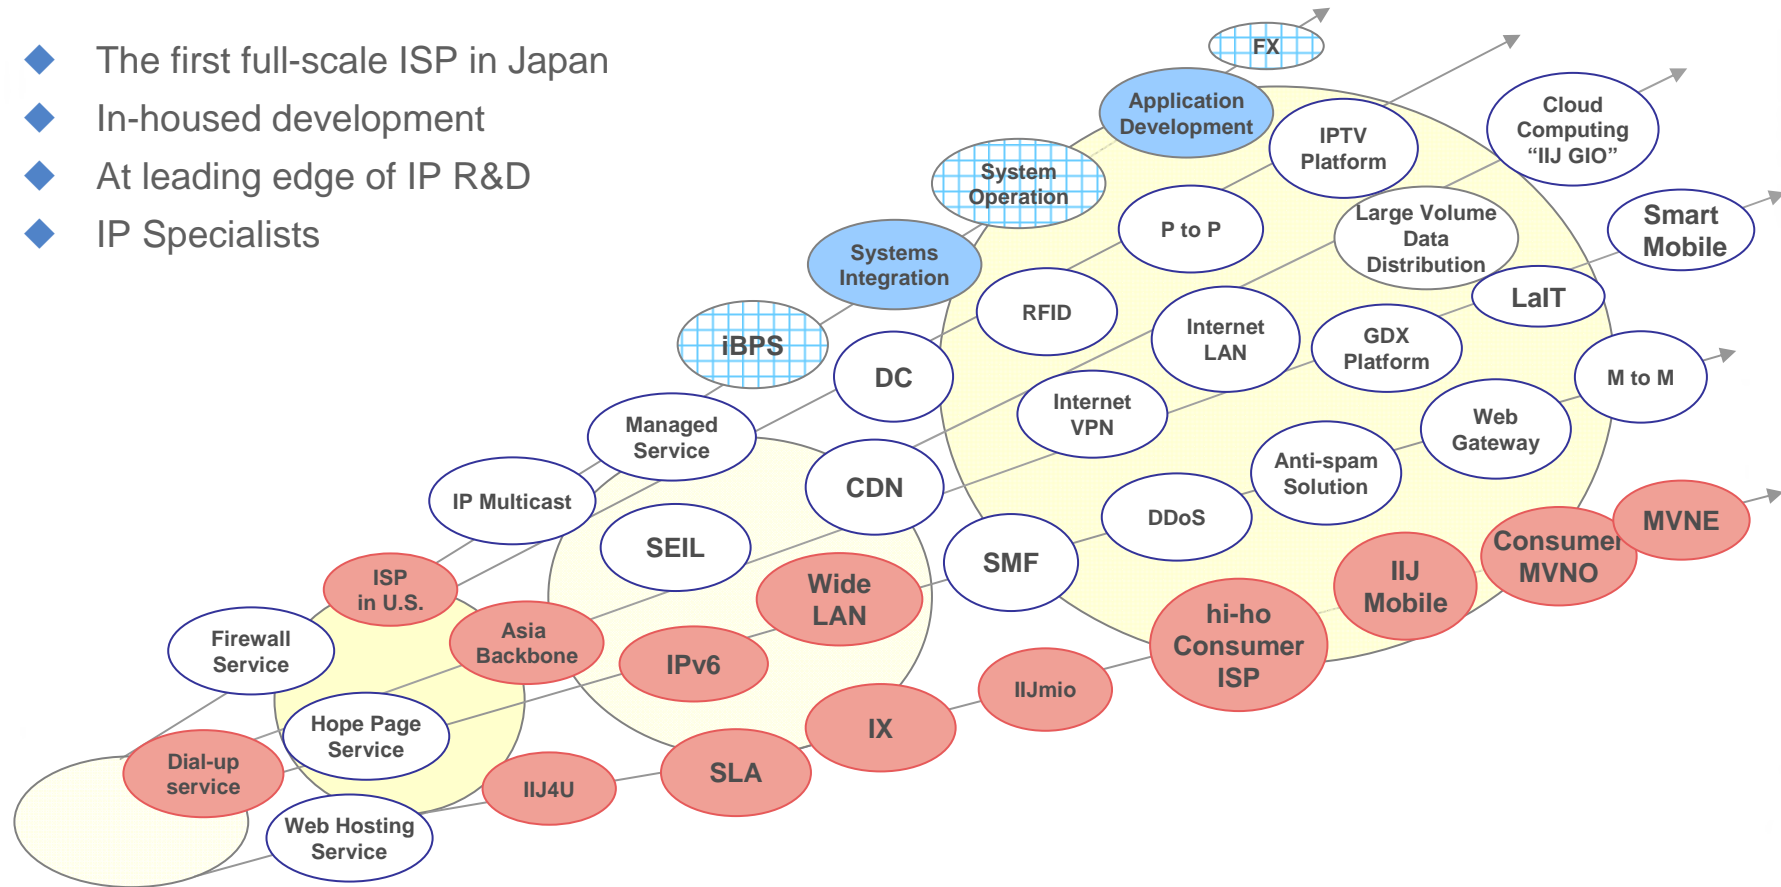 The first full-scale ISP in Japan
In-housed development
At leading edge of IP R&D
IP Specialists
FX
Application
Development
IPTV
Platform
Cloud
Computing
“IIJ GIO”
System
Operation
P to P
Large Volume
Data
Distribution
Smart
Mobile
Systems
Integration
RFID
Internet
LAN
GDX
Platform
LaIT
iBPS
DC
M to M
Managed
Service
Internet
VPN
Web
Gateway
IP Multicast
CDN
Anti-spam
Solution
SEIL
DDoS
SMF
MVNE
Consumer
MVNO
ISP
in U.S.
Wide
LAN
IIJ
Mobile
Firewall
Service
Asia
Backbone
IPv6
hi-ho
Consumer
ISP
IIJmio
Hope Page
Service
IX
Dial-up
service
IIJ4U
SLA
Web Hosting
Service